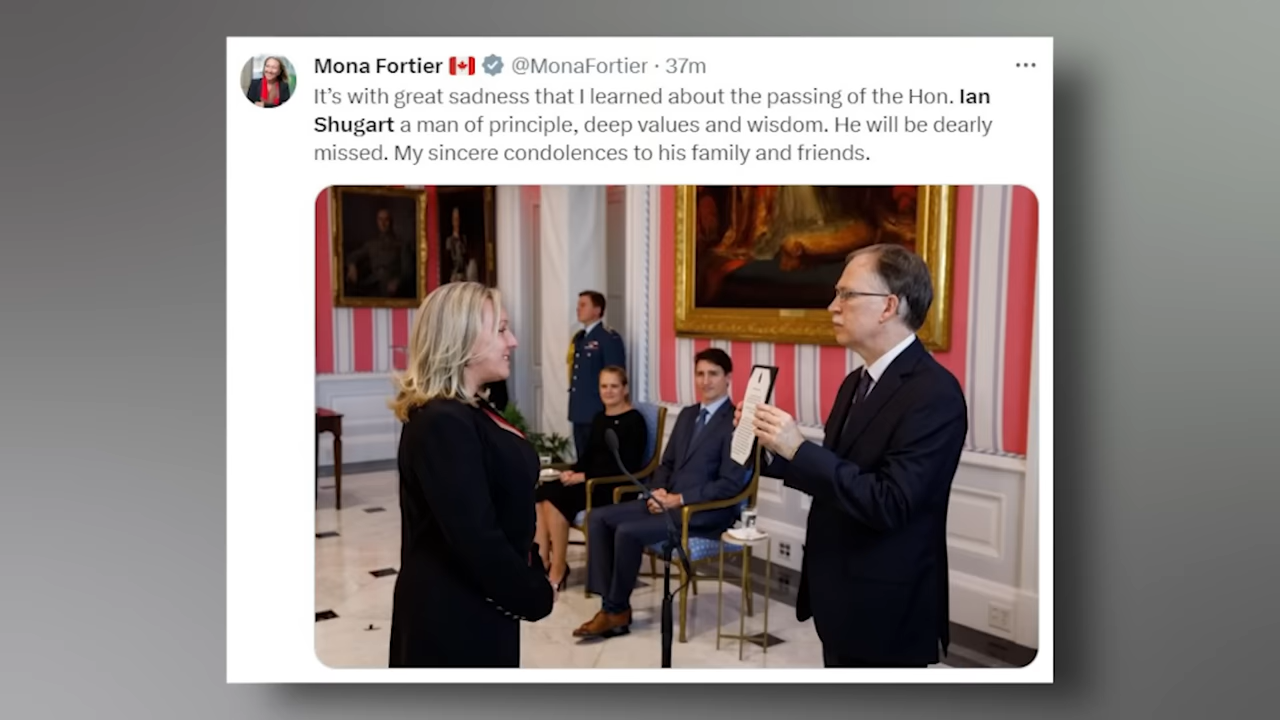 Mona Fortier 🇨🇦 @MonaFortier · 37m
It’s with great sadness that I learned about the passing of the Hon. Ian
Shugart a man of principle, deep values and wisdom. He will be dearly
missed. My sincere condolences to his family and friends.